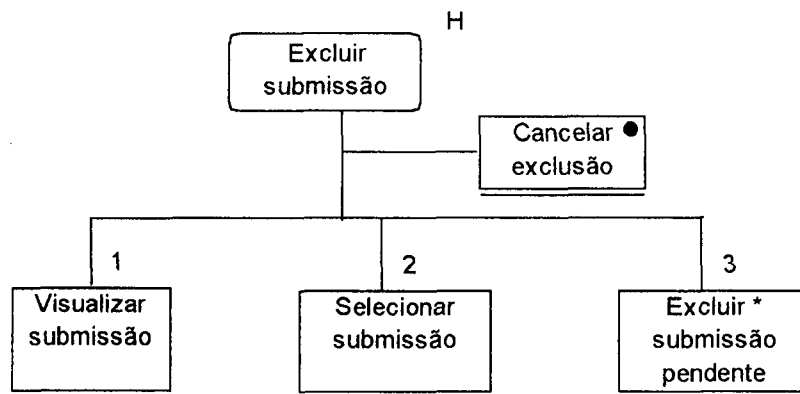 H
Excluir
submissão
Cancelar
exclusão
1
2
3
Visualizar
submissão
Selecionar
submissão
Excluir *
submissão
pendente